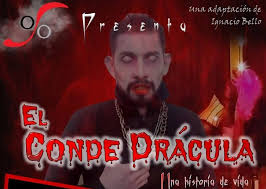 Presenta
Una adaptación de
Ignacio Bello
EL
CONDE DRÁCULA
Una historia de vida